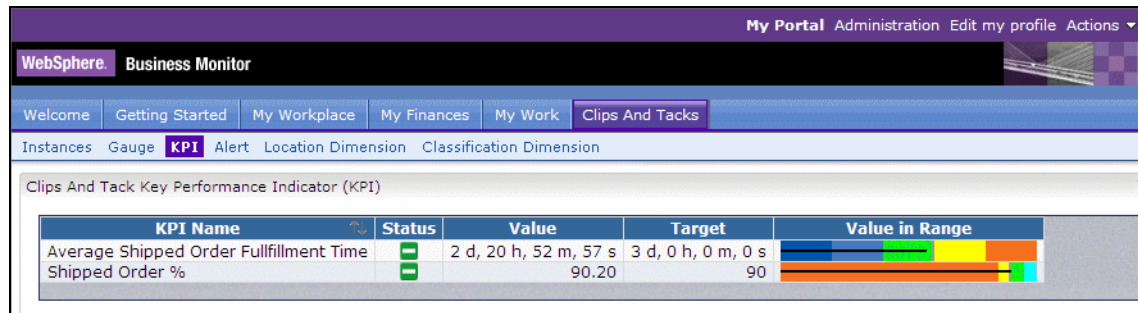 My Portal Administration Edit my profile Actions
WebSphere. Business Monitor
Welcome Getting Started My Workplace My Finances My Work Clips And Tacks
Instances Gauge KPI Alert Location Dimension Classification Dimension
Clips And Tack Key Performance Indicator (KPI)
KPI Name Status Value Target Value in Range
Average Shipped Order Fullfillment Time 2 d, 20 h, 52 m, 57 s 3 d, 0 h, 0 m, 0 s
Shipped Order % 90.20 90